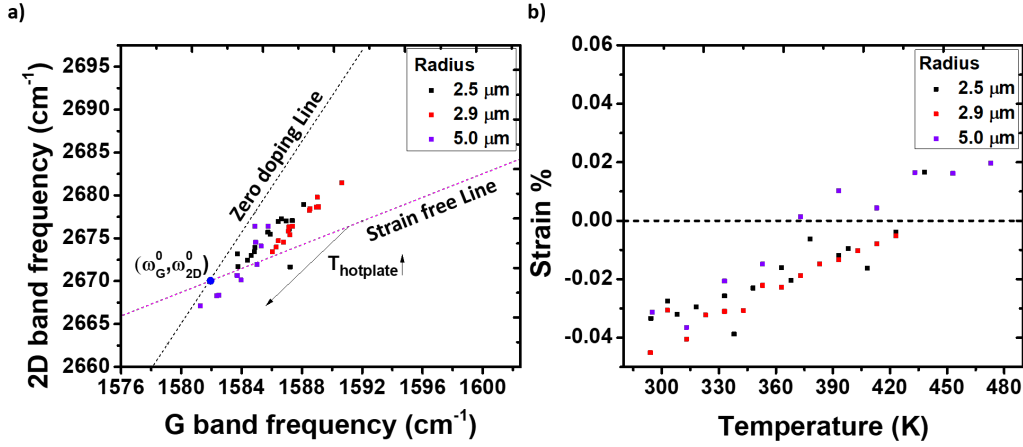 a)
2D band frequency (cm-1)
2695
2690
2685
2680
2675
2670
2665
2660
1576
1580
1584
1588
1592
1596
1600
G band frequency (cm-1)
Zero doping Line
Strain free Line
(ω0G,ω02D)
Thotplate
Radius
2.5 μm
2.9 μm
5.0 μm
b)
Strain %
0.06
0.04
0.02
0.00
-0.02
-0.04
300
330
360
390
420
450
480
Temperature (K)
Radius
2.5 μm
2.9 μm
5.0 μm